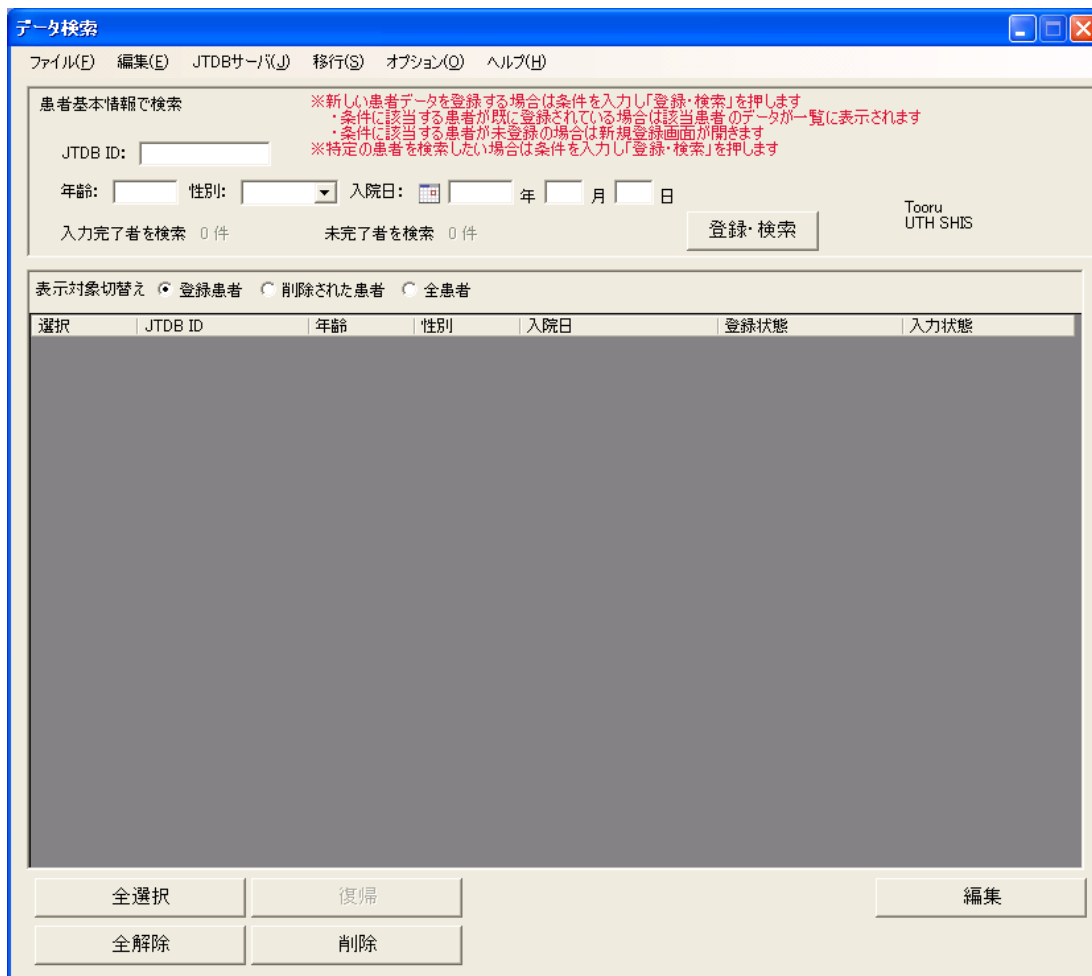 データ検索
ファイル(F) 編集(E) JTDBサーバ(J) 移行(S) オプション(O) ヘルプ(H)
患者基本情報で検索
※新しい患者データを登録する場合は条件を入力し「登録・検索」を押します
・条件に該当する患者が既に登録されている場合は該当患者のデータが一覧に表示されます
・条件に該当する患者が未登録の場合は新規登録画面が開きます
※特定の患者を検索したい場合は条件を入力し「登録・検索」を押します
JTDB ID:
年齢: 性別: 入院日: 年 月 日
Tooru
UTH SHIS
入力完了者を検索 0 件 未完了者を検索 0 件 登録・検索
表示対象切替え 登録患者 削除された患者 全患者
選択 JTDB ID 年齢 性別 入院日 登録状態 入力状態
全選択 復帰 編集
全解除 削除